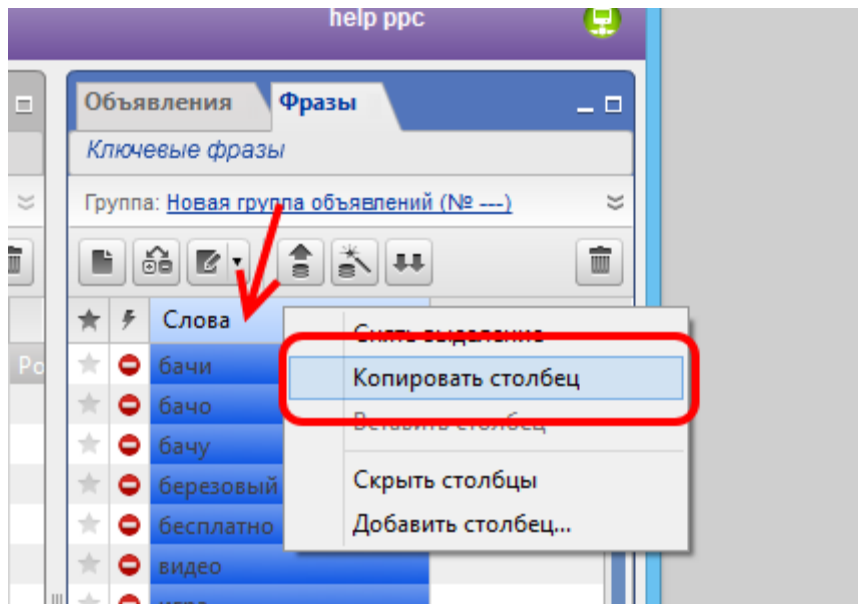 help ppc
Объявления
Фразы
Ключевые фразы
Группа: Новая группа объявлений (№ ---)
Слова
Снять выделение
Ро
бачи
Копировать столбец
бачо
Вставить столбец
бачу
березовый
Скрыть столбцы
бесплатно
Добавить столбец...
видео